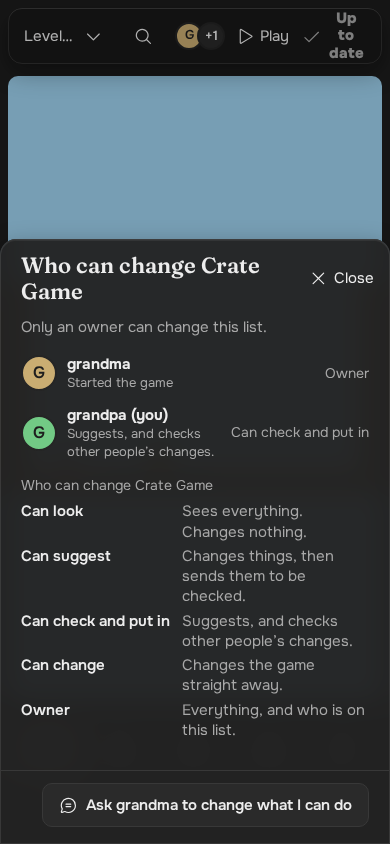 Level...
G
+1
Play
Up
to
date
Who can change Crate
Game
Close
Only an owner can change this list.
G
grandma
Started the game
Owner
G
grandpa (you)
Suggests, and checks
other people's changes.
Can check and put in
Who can change Crate Game
Can look
Sees everything.
Changes nothing.
Can suggest
Changes things, then
sends them to be
checked.
Can check and put in
Suggests, and checks
other people's changes.
Can change
Changes the game
straight away.
Owner
Everything, and who is on
this list.
Ask grandma to change what I can do